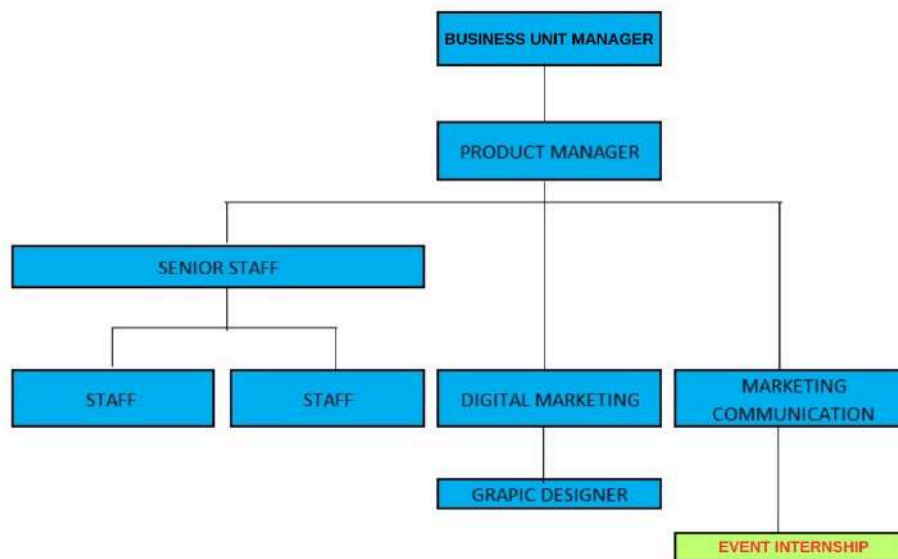 BUSINESS UNIT MANAGER
PRODUCT MANAGER
SENIOR STAFF
STAFF
STAFF
DIGITAL MARKETING
MARKETING
COMMUNICATION
GRAPIC DESIGNER
EVENT INTERNSHIP